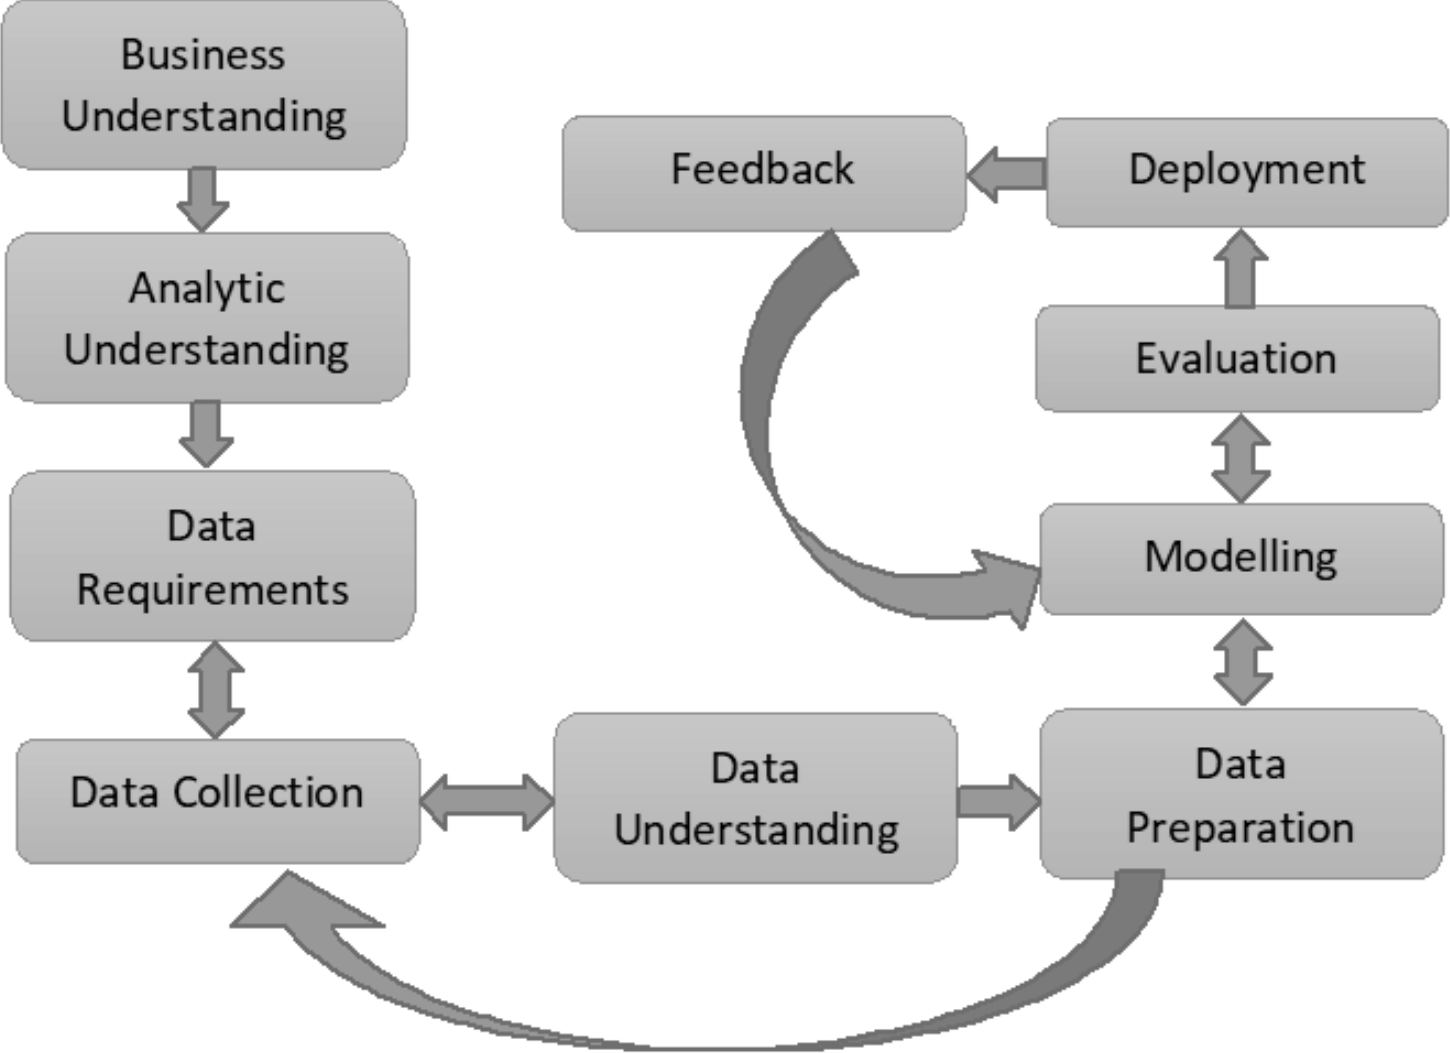 Business
Understanding
Analytic
Understanding
Data
Requirements
Data Collection
Data
Understanding
Data
Preparation
Modelling
Evaluation
Deployment
Feedback